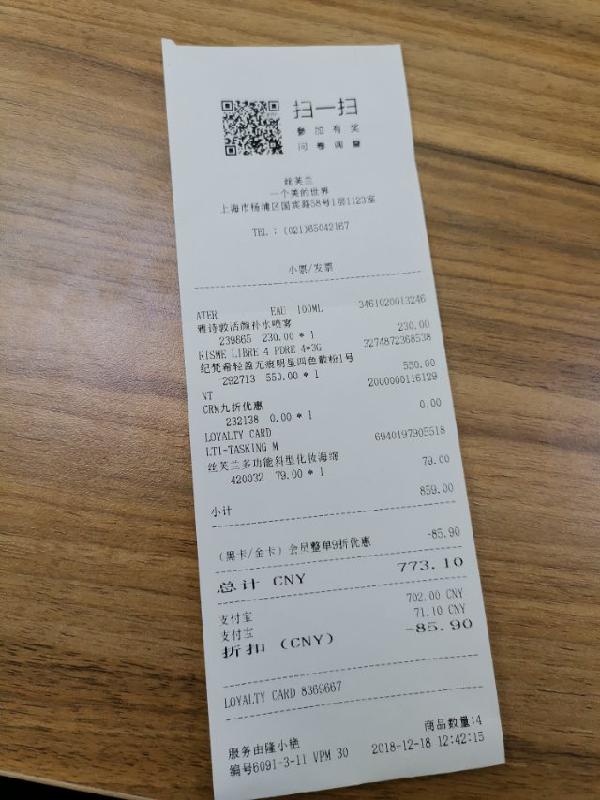 扫一扫
参加有奖
问卷调查
丝芙兰
一个美的世界
上海市杨浦区国宾路58号1层1123室
TEL : (021)65042167
小票/发票
ATER EAU 100ML 3461020013246
雅诗敦活颜补水喷雾
239865 230.00 * 1 230.00
RISME LIBRE 4 PDRE 4*3G 3274872368538
纪梵希轻盈无痕明星四色散粉1号
292713 550.00 * 1 550.00
NT 2000000116129
CRM九折优惠
232138 0.00 * 1 0.00
LOYALTY CARD
LTI-TASKING M 6940197905518
丝芙兰多功能斜型化妆海绵
420032 79.00 * 1 79.00
小计 859.00
(黑卡/金卡) 会员整单9折优惠 -85.90
总计 CNY 773.10
支付宝 702.00 CNY
支付宝 71.10 CNY
折扣 (CNY) -85.90
LOYALTY CARD 8360667
商品数量:4
服务由隆小艳
编号6091-3-11 VPM 30 2018-12-18 12:42:15